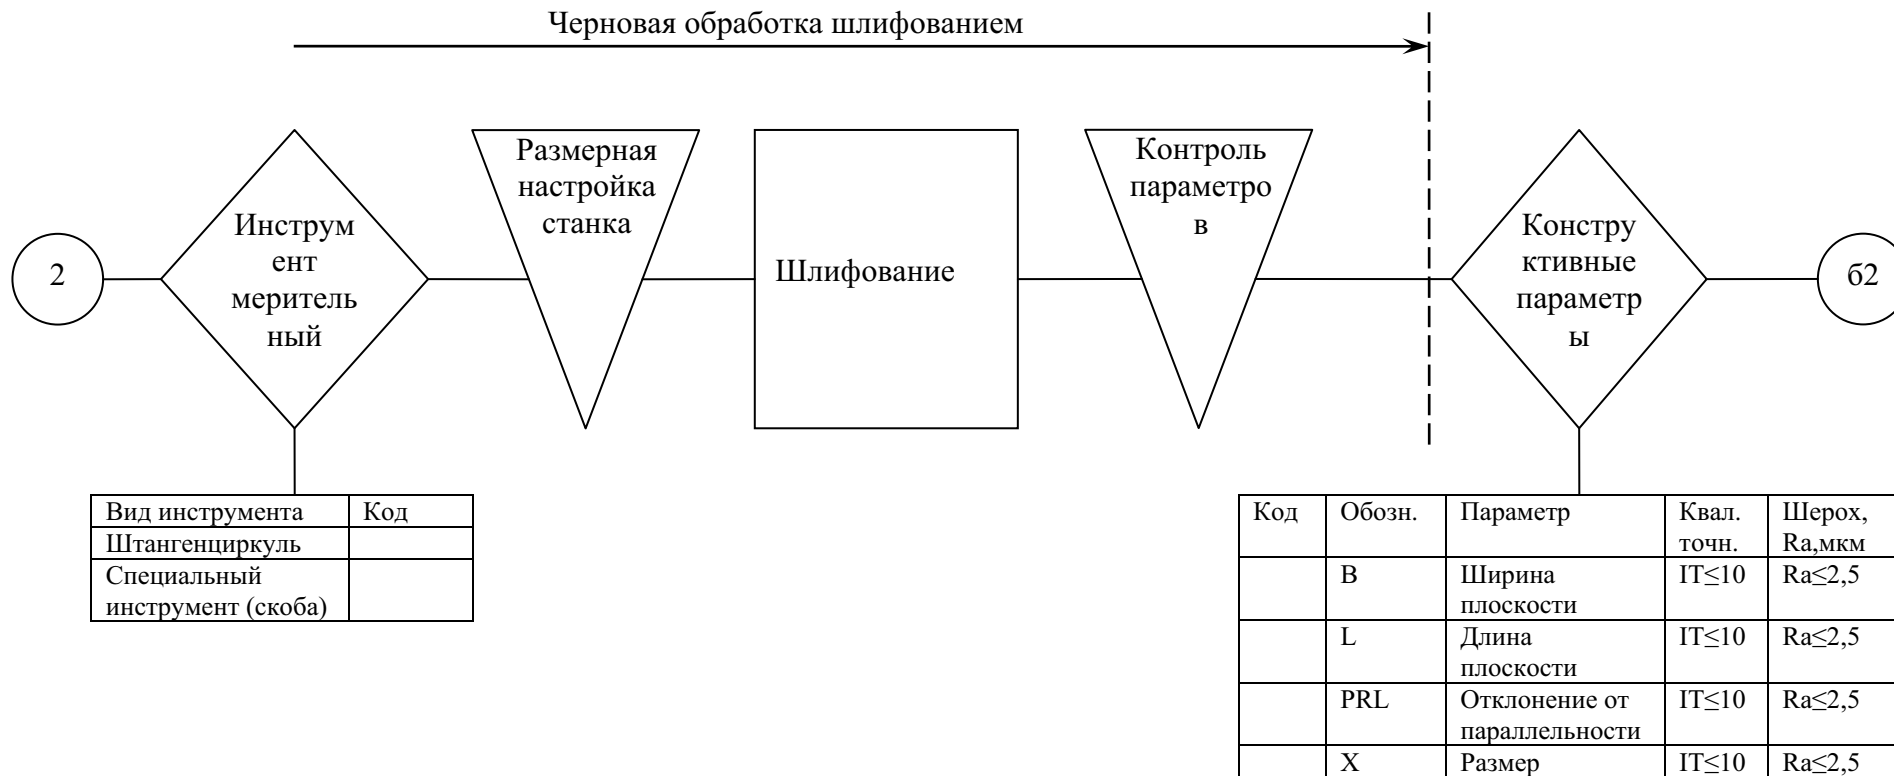 Черновая обработка шлифованием
2
Инструм
ент
меритель
ный
Размерная
настройка
станка
Шлифование
Контроль
параметро
в
Констру
ктивные
параметр
ы
б2
Вид инструмента Код
Штангенциркуль
Специальный
инструмент (скоба)
Код Обозн. Параметр Квал. Шерох,
точн. Ra,мкм
B Ширина IT≤10 Ra≤2,5
плоскости
L Длина IT≤10 Ra≤2,5
плоскости
PRL Отклонение от IT≤10 Ra≤2,5
параллельности
X Размер IT≤10 Ra≤2,5